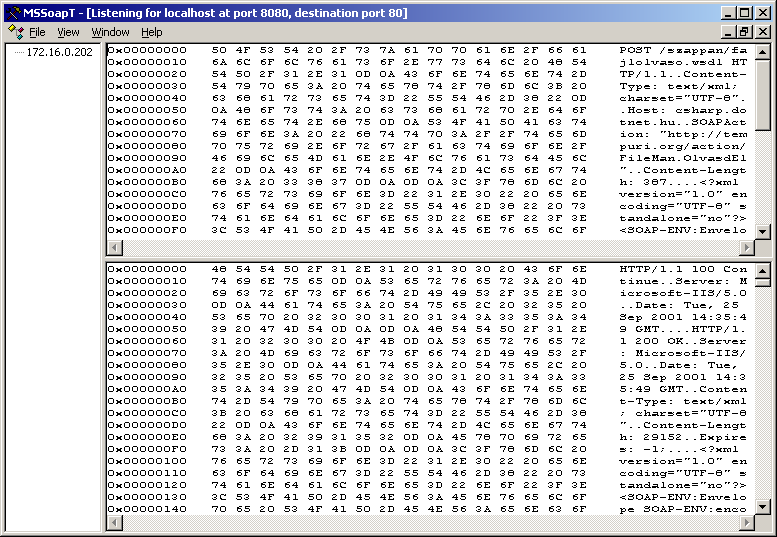 MSSoapT - [Listening for localhost at port 8080, destination port 80]
File View Window Help
172.16.0.202
0x00000000 50 4F 53 54 20 2F 73 7A 61 70 70 61 6E 2F 66 61 POST /szappan/fa
0x00000010 6A 6C 6F 6C 76 61 73 6F 2E 77 73 64 6C 20 48 54 jlolvaso.wsdl HT
0x00000020 54 50 2F 31 2E 31 0D 0A 43 6F 6E 74 65 6E 74 2D TP/1.1..Content-
0x00000030 54 79 70 65 3A 20 74 65 78 74 2F 78 6D 6C 3B 20 Type: text/xml;
0x00000040 63 68 61 72 73 65 74 3D 22 55 54 46 2D 38 22 0D charset="UTF-8".
0x00000050 0A 48 6F 73 74 3A 20 63 73 68 61 72 70 2E 64 6F .Host: csharp.do
0x00000060 74 6E 65 74 2E 68 75 0D 0A 53 4F 41 50 41 63 74 tnet.hu..SOAPAct
0x00000070 69 6F 6E 3A 20 22 68 74 74 70 3A 2F 2F 74 65 6D ion: "http://tem
0x00000080 70 75 72 69 2E 6F 72 67 2F 61 63 74 69 6F 6E 2F puri.org/action/
0x00000090 46 69 6C 65 4D 61 6E 2E 4F 6C 76 61 73 64 45 6C FileMan.OlvasdEl
0x000000A0 22 0D 0A 43 6F 6E 74 65 6E 74 2D 4C 65 6E 67 74 "..Content-Lengt
0x000000B0 68 3A 20 33 38 37 0D 0A 0D 0A 3C 3F 78 6D 6C 20 h: 387....<?xml
0x000000C0 76 65 72 73 69 6F 6E 3D 22 31 2E 30 22 20 65 6E version="1.0" en
0x000000D0 63 6F 64 69 6E 67 3D 22 55 54 46 2D 38 22 20 73 coding="UTF-8" s
0x000000E0 74 61 6E 64 61 6C 6F 6E 65 3D 22 6E 6F 22 3F 3E tandalone="no"?>
0x000000F0 3C 53 4F 41 50 2D 45 4E 56 3A 45 6E 76 65 6C 6F <SOAP-ENV:Envelo
0x00000000 48 54 54 50 2F 31 2E 31 20 31 30 30 20 43 6F 6E HTTP/1.1 100 Con
0x00000010 74 69 6E 75 65 0D 0A 53 65 72 76 65 72 3A 20 4D tinue..Server: M
0x00000020 69 63 72 6F 73 6F 66 74 2D 49 49 53 2F 35 2E 30 icrosoft-IIS/5.0
0x00000030 0D 0A 44 61 74 65 3A 20 54 75 65 2C 20 32 35 20 ..Date: Tue, 25
0x00000040 53 65 70 20 32 30 30 31 20 31 34 3A 33 35 3A 34 Sep 2001 14:35:4
0x00000050 39 20 47 4D 54 0D 0A 0D 0A 48 54 54 50 2F 31 2E 9 GMT....HTTP/1.
0x00000060 31 20 32 30 30 20 4F 4B 0D 0A 53 65 72 76 65 72 1 200 OK..Server
0x00000070 3A 20 4D 69 63 72 6F 73 6F 66 74 2D 49 49 53 2F : Microsoft-IIS/
0x00000080 35 2E 30 0D 0A 44 61 74 65 3A 20 54 75 65 2C 20 5.0..Date: Tue,
0x00000090 32 35 20 53 65 70 20 32 30 30 31 20 31 34 3A 33 25 Sep 2001 14:3
0x000000A0 35 3A 34 39 20 47 4D 54 0D 0A 43 6F 6E 74 65 6E 5:49 GMT..Conten
0x000000B0 74 2D 54 79 70 65 3A 20 74 65 78 74 2F 78 6D 6C t-Type: text/xml
0x000000C0 3B 20 63 68 61 72 73 65 74 3D 22 55 54 46 2D 38 ; charset="UTF-8
0x000000D0 22 0D 0A 43 6F 6E 74 65 6E 74 2D 4C 65 6E 67 74 "..Content-Lengt
0x000000E0 68 3A 20 32 39 31 35 32 0D 0A 45 78 70 69 72 65 h: 29152..Expire
0x000000F0 73 3A 20 2D 31 3B 0D 0A 0D 0A 3C 3F 78 6D 6C 20 s: -1;....<?xml
0x00000100 76 65 72 73 69 6F 6E 3D 22 31 2E 30 22 20 65 6E version="1.0" en
0x00000110 63 6F 64 69 6E 67 3D 22 55 54 46 2D 38 22 20 73 coding="UTF-8" s
0x00000120 74 61 6E 64 61 6C 6F 6E 65 3D 22 6E 6F 22 3F 3E tandalone="no"?>
0x00000130 3C 53 4F 41 50 2D 45 4E 56 3A 45 6E 76 65 6C 6F <SOAP-ENV:Envelo
0x00000140 70 65 20 53 4F 41 50 2D 45 4E 56 3A 65 6E 63 6F pe SOAP-ENV:enco